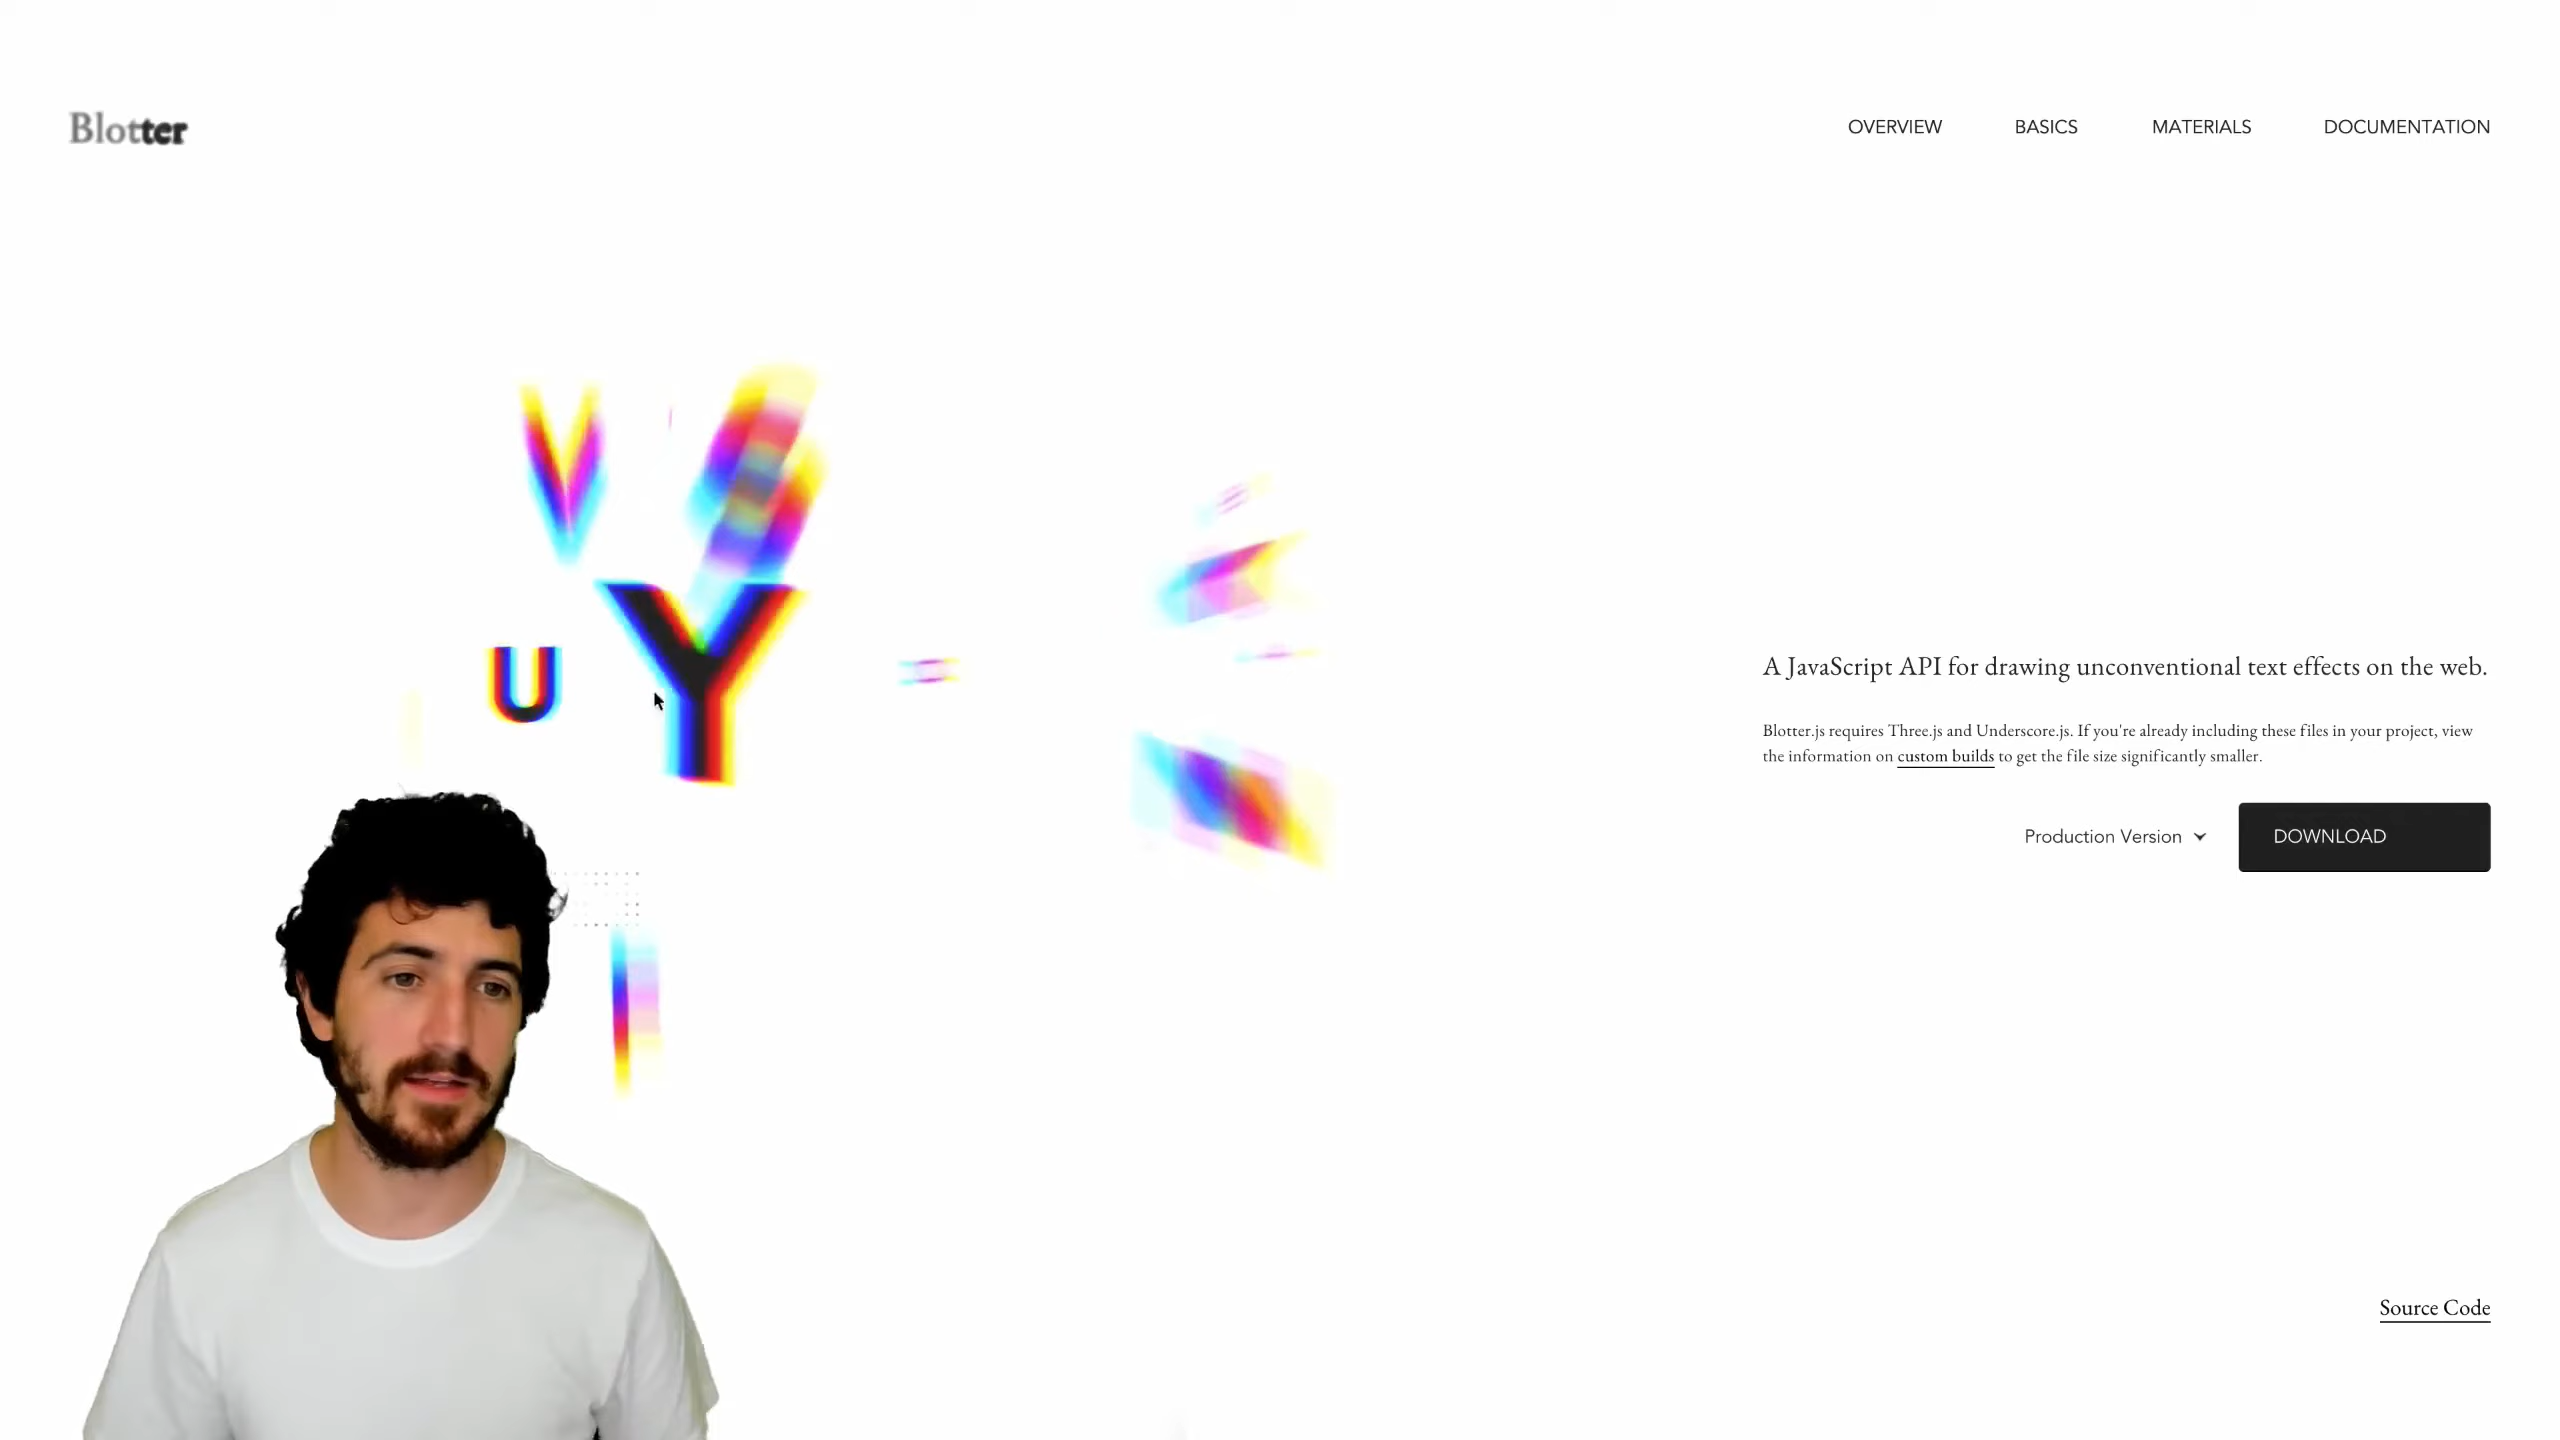 Blotter
OVERVIEW
BASICS
MATERIALS
DOCUMENTATION
V
U
Y
=
A JavaScript API for drawing unconventional text effects on the web.
Blotter.js requires Three.js and Underscore.js. If you're already including these files in your project, view
the information on custom builds to get the file size significantly smaller.
Production Version
DOWNLOAD
Source Code